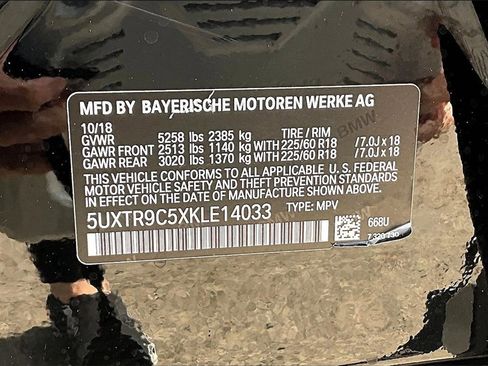 MFD BY BAYERISCHE MOTOREN WERKE AG
10/18
GVWR 5258 lbs 2385 kg TIRE / RIM
GAWR FRONT 2513 lbs 1140 kg WITH 225/60 R18 / 7.0J x 18
GAWR REAR 3020 lbs 1370 kg WITH 225/60 R18 / 7.0J x 18
THIS VEHICLE CONFORMS TO ALL APPLICABLE U. S. FEDERAL
MOTOR VEHICLE SAFETY, BUMPER, AND THEFT PREVENTION
STANDARDS IN EFFECT ON THE DATE OF MANUFACTURE
SHOWN ABOVE.
5UXTR9C5XKLE14033 TYPE: MPV
668U